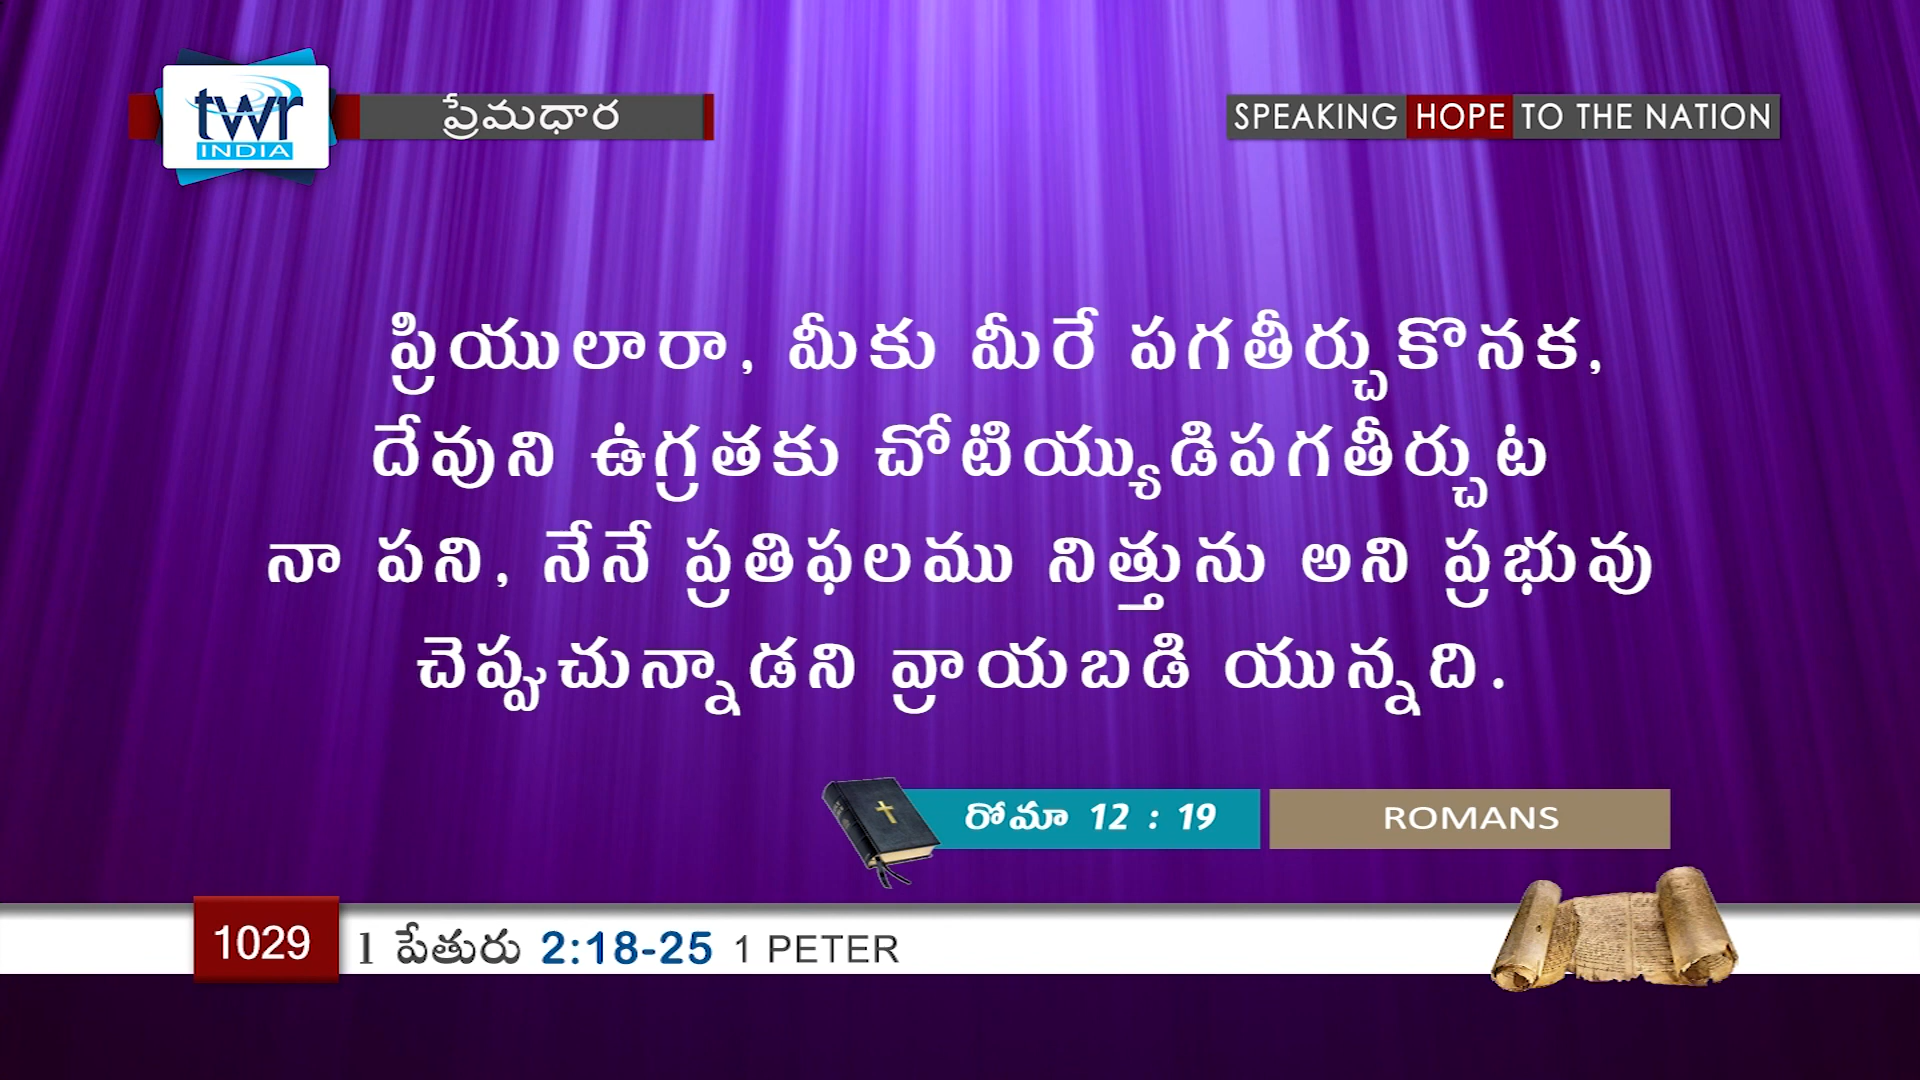 twr
INDIA
ప్రేమధార
SPEAKING HOPE TO THE NATION
ప్రియులారా, మీకు మీరే పగతీర్చుకొనక,
దేవుని ఉగ్రతకు చోటియ్యుడిపగతీర్చుట
నా పని, నేనే ప్రతిఫలము నిత్తును అని ప్రభువు
చెప్పుచున్నాడని వ్రాయబడి యున్నది.
రోమా 12 : 19
ROMANS
1029
1 పేతురు 2:18-25 1 PETER